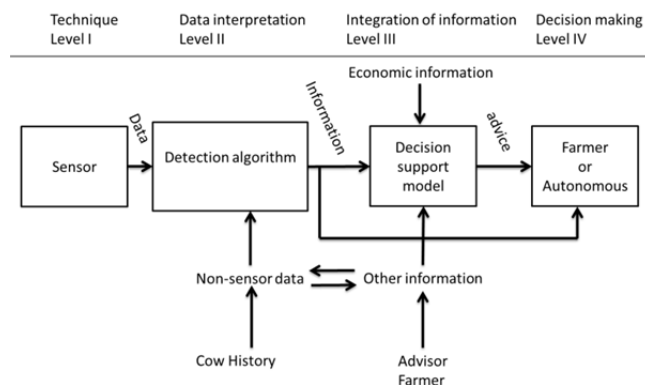 Technique
Level I
Data interpretation
Level II
Integration of information
Level III
Decision making
Level IV
Economic information
Sensor
Data
Detection algorithm
Information
Decision
support
model
advice
Farmer
or
Autonomous
Non-sensor data
Other information
Cow History
Advisor
Farmer